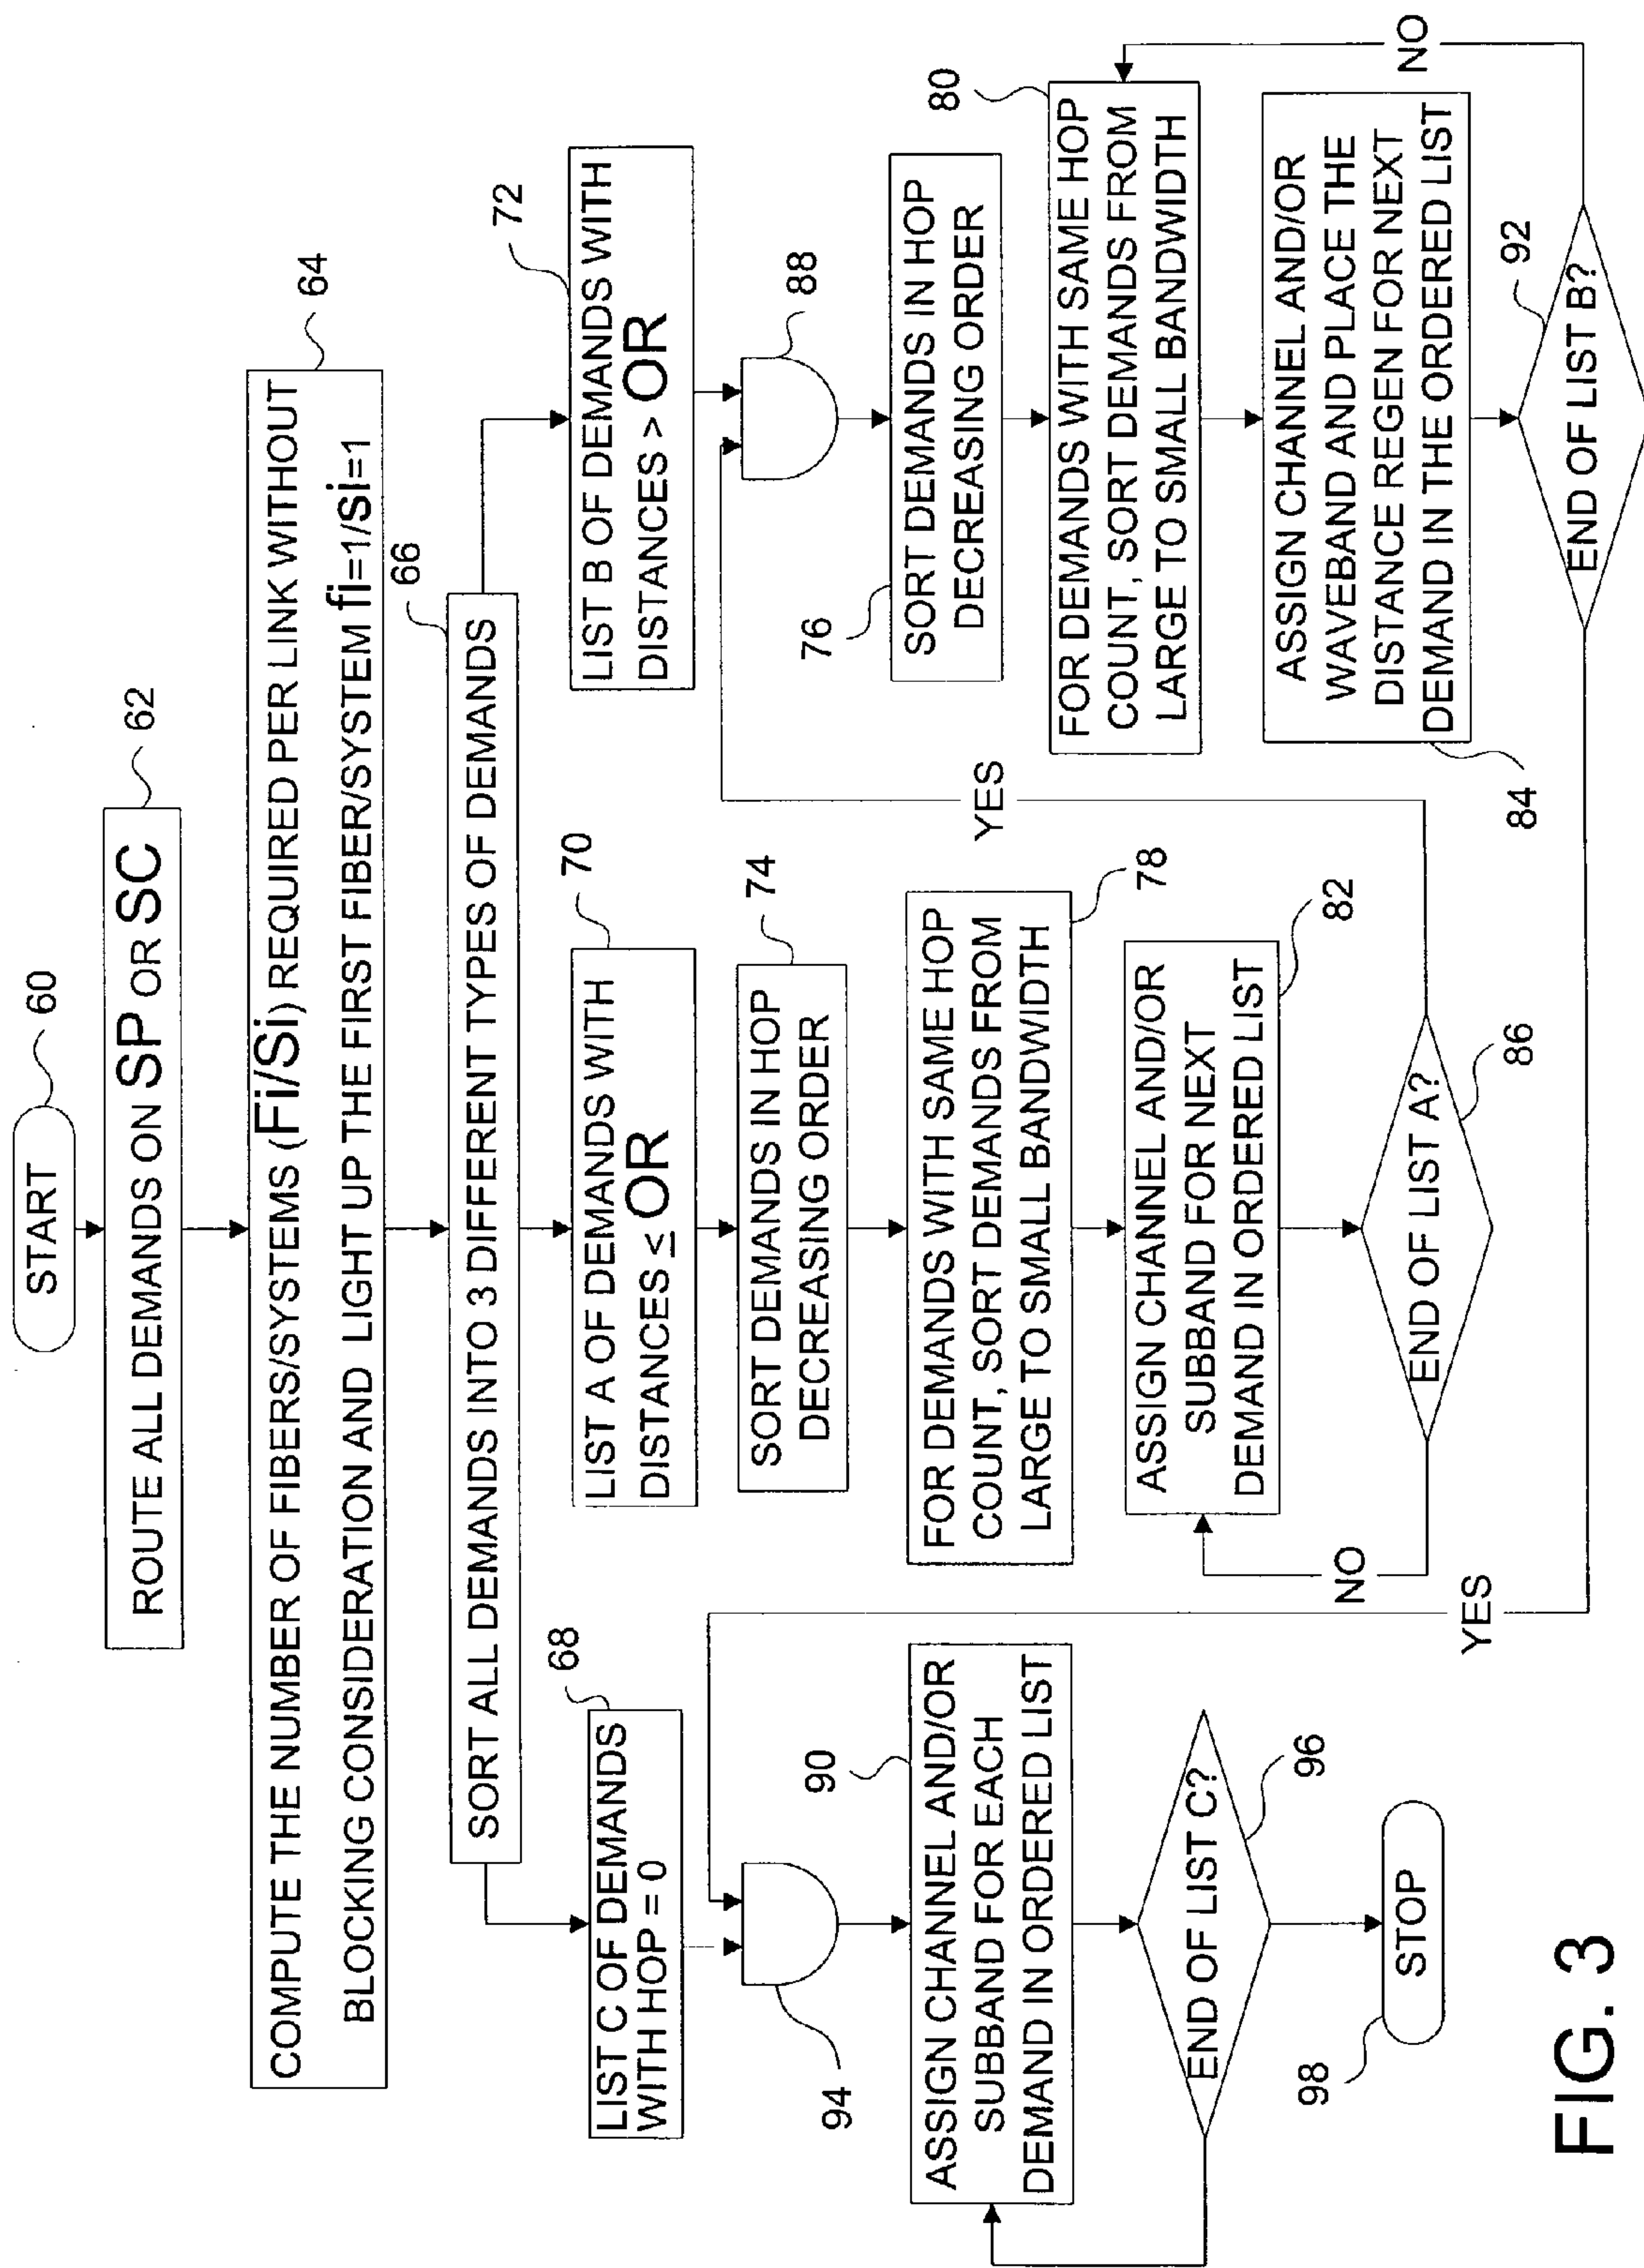 START
60
ROUTE ALL DEMANDS ON SP OR SC
62
COMPUTE THE NUMBER OF FIBERS/SYSTEMS (Fi/Si) REQUIRED PER LINK WITHOUT
BLOCKING CONSIDERATION AND LIGHT UP THE FIRST FIBER/SYSTEM fi=1/si=1
64
SORT ALL DEMANDS INTO 3 DIFFERENT TYPES OF DEMANDS
66
LIST C OF DEMANDS
WITH HOP = 0
68
LIST A OF DEMANDS WITH
DISTANCES ≤ OR
70
LIST B OF DEMANDS WITH
DISTANCES > OR
72
94
SORT DEMANDS IN HOP
DECREASING ORDER
74
88
SORT DEMANDS IN HOP
DECREASING ORDER
76
ASSIGN CHANNEL AND/OR
SUBBAND FOR EACH
DEMAND IN ORDERED LIST
90
FOR DEMANDS WITH SAME HOP
COUNT, SORT DEMANDS FROM
LARGE TO SMALL BANDWIDTH
78
YES
FOR DEMANDS WITH SAME HOP
COUNT, SORT DEMANDS FROM
LARGE TO SMALL BANDWIDTH
80
END OF LIST C?
96
ASSIGN CHANNEL AND/OR
SUBBAND FOR NEXT
DEMAND IN ORDERED LIST
82
ASSIGN CHANNEL AND/OR
WAVEBAND AND PLACE THE
DISTANCE REGEN FOR NEXT
DEMAND IN THE ORDERED LIST
84
STOP
98
NO
END OF LIST A?
86
NO
YES
END OF LIST B?
92
FIG. 3